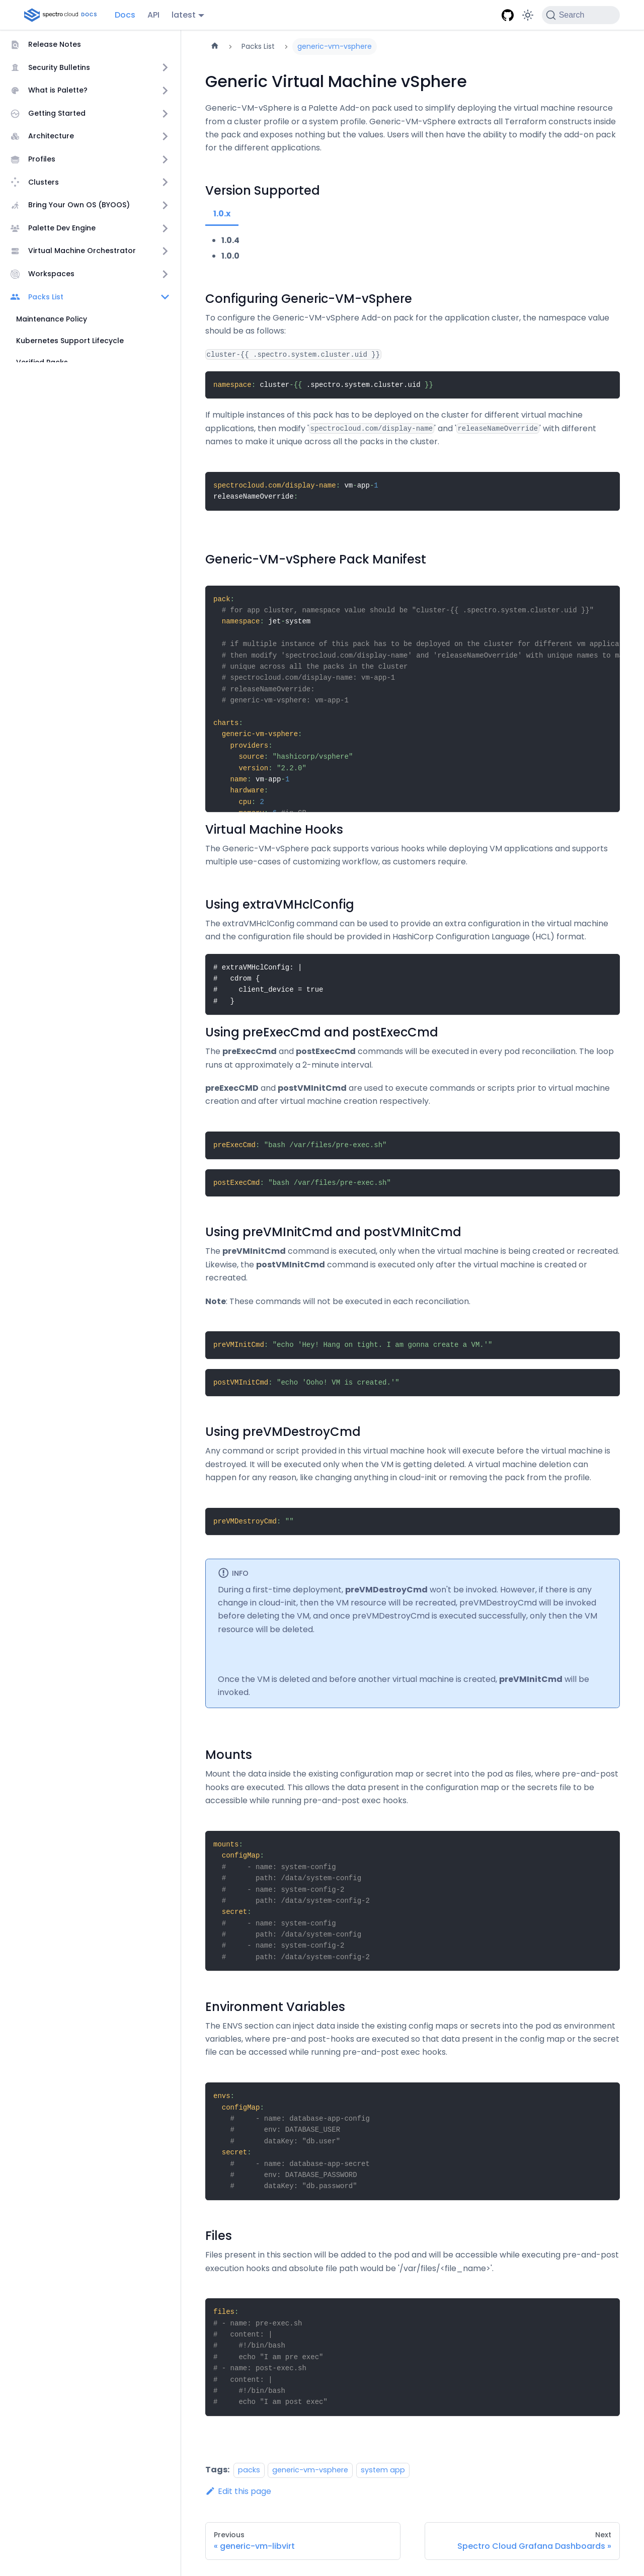 spectro cloud DOCS
Docs
API
latest
Search
Release Notes
Security Bulletins
What is Palette?
Getting Started
Architecture
Profiles
Clusters
Bring Your Own OS (BYOOS)
Palette Dev Engine
Virtual Machine Orchestrator
Workspaces
Packs List
Maintenance Policy
Kubernetes Support Lifecycle
Verified Packs
Packs List
generic-vm-vsphere
Generic Virtual Machine vSphere
Generic-VM-vSphere is a Palette Add-on pack used to simplify deploying the virtual machine resource
from a cluster profile or a system profile. Generic-VM-vSphere extracts all Terraform constructs inside
the pack and exposes nothing but the values. Users will then have the ability to modify the add-on pack
for the different applications.
Version Supported
1.0.x
• 1.0.4
• 1.0.0
Configuring Generic-VM-vSphere
To configure the Generic-VM-vSphere Add-on pack for the application cluster, the namespace value
should be as follows:
cluster-{{ .spectro.system.cluster.uid }}
namespace: cluster-{{ .spectro.system.cluster.uid }}
If multiple instances of this pack has to be deployed on the cluster for different virtual machine
applications, then modify 'spectrocloud.com/display-name' and 'releaseNameOverride' with different
names to make it unique across all the packs in the cluster.
spectrocloud.com/display-name: vm-app-1
releaseNameOverride:
Generic-VM-vSphere Pack Manifest
pack:
# for app cluster, namespace value should be "cluster-{{ .spectro.system.cluster.uid }}"
namespace: jet-system
# if multiple instance of this pack has to be deployed on the cluster for different vm applica
# then modify 'spectrocloud.com/display-name' and 'releaseNameOverride' with unique names to m
# unique across all the packs in the cluster
# spectrocloud.com/display-name: vm-app-1
# releaseNameOverride:
# generic-vm-vsphere: vm-app-1
charts:
generic-vm-vsphere:
providers:
source: "hashicorp/vsphere"
version: "2.2.0"
name: vm-app-1
hardware:
cpu: 2
Virtual Machine Hooks
The Generic-VM-vSphere pack supports various hooks while deploying VM applications and supports
multiple use-cases of customizing workflow, as customers require.
Using extraVMHclConfig
The extraVMHclConfig command can be used to provide an extra configuration in the virtual machine
and the configuration file should be provided in HashiCorp Configuration Language (HCL) format.
# extraVMHclConfig: |
#   cdrom {
#     client_device = true
#   }
Using preExecCmd and postExecCmd
The preExecCmd and postExecCmd commands will be executed in every pod reconciliation. The loop
runs at approximately a 2-minute interval.
preExecCMD and postVMInitCmd are used to execute commands or scripts prior to virtual machine
creation and after virtual machine creation respectively.
preExecCmd: "bash /var/files/pre-exec.sh"
postExecCmd: "bash /var/files/pre-exec.sh"
Using preVMInitCmd and postVMInitCmd
The preVMInitCmd command is executed, only when the virtual machine is being created or recreated.
Likewise, the postVMInitCmd command is executed only after the virtual machine is created or
recreated.
Note: These commands will not be executed in each reconciliation.
preVMInitCmd: "echo 'Hey! Hang on tight. I am gonna create a VM.'"
postVMInitCmd: "echo 'Ooho! VM is created.'"
Using preVMDestroyCmd
Any command or script provided in this virtual machine hook will execute before the virtual machine is
destroyed. It will be executed only when the VM is getting deleted. A virtual machine deletion can
happen for any reason, like changing anything in cloud-init or removing the pack from the profile.
preVMDestroyCmd: ""
INFO
During a first-time deployment, preVMDestroyCmd won't be invoked. However, if there is any
change in cloud-init, then the VM resource will be recreated, preVMDestroyCmd will be invoked
before deleting the VM, and once preVMDestroyCmd is executed successfully, only then the VM
resource will be deleted.
Once the VM is deleted and before another virtual machine is created, preVMInitCmd will be
invoked.
Mounts
Mount the data inside the existing configuration map or secret into the pod as files, where pre-and-post
hooks are executed. This allows the data present in the configuration map or the secrets file to be
accessible while running pre-and-post exec hooks.
mounts:
configMap:
#     - name: system-config
#       path: /data/system-config
#     - name: system-config-2
#       path: /data/system-config-2
secret:
#     - name: system-config
#       path: /data/system-config
#     - name: system-config-2
#       path: /data/system-config-2
Environment Variables
The ENVS section can inject data inside the existing config maps or secrets into the pod as environment
variables, where pre-and post-hooks are executed so that data present in the config map or the secret
file can be accessed while running pre-and-post exec hooks.
envs:
configMap:
#     - name: database-app-config
#       env: DATABASE_USER
#       dataKey: "db.user"
secret:
#     - name: database-app-secret
#       env: DATABASE_PASSWORD
#       dataKey: "db.password"
Files
Files present in this section will be added to the pod and will be accessible while executing pre-and-post
execution hooks and absolute file path would be '/var/files/<file_name>'.
files:
# - name: pre-exec.sh
#   content: |
#     #!/bin/bash
#     echo "I am pre exec"
# - name: post-exec.sh
#   content: |
#     #!/bin/bash
#     echo "I am post exec"
Tags: packs generic-vm-vsphere system app
Edit this page
Previous
« generic-vm-libvirt
Next
Spectro Cloud Grafana Dashboards »